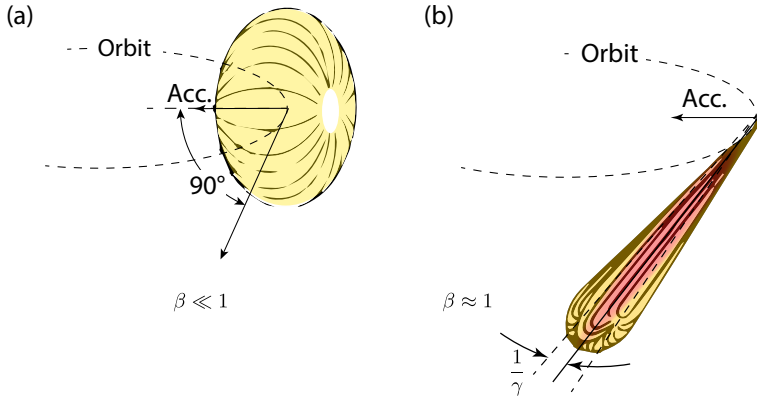 (a)
Orbit
Acc.
90°
β ≪ 1
(b)
Orbit
Acc.
β ≈ 1
1
γ